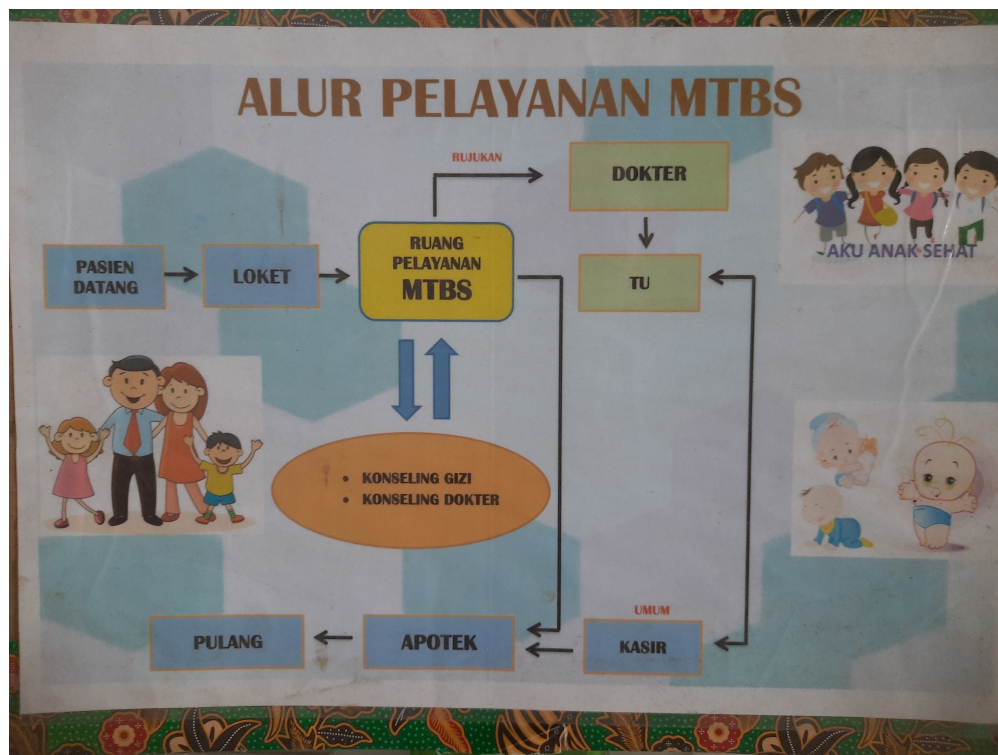 ALUR PELAYANAN MTBS
RUJUKAN
DOKTER
AKU ANAK SEHAT
PASIEN
DATANG
LOKET
RUANG
PELAYANAN
MTBS
TU
• KONSELING GIZI
• KONSELING DOKTER
UMUM
PULANG
APOTEK
KASIR